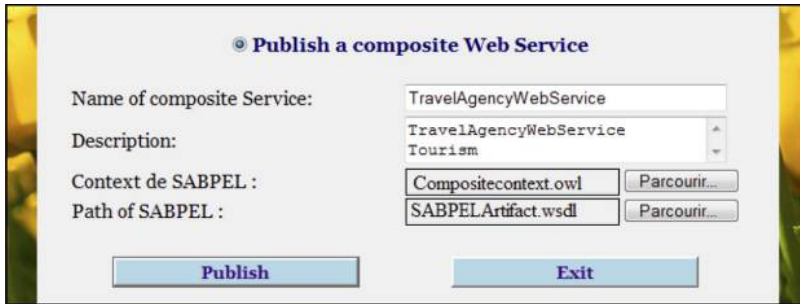 Publish a composite Web Service
Name of composite Service: TravelAgencyWebService
Description: TravelAgencyWebService
Tourism
Context de SABPEL : Compositecontext.owl Parcourir...
Path of SABPEL : SABPELArtifact.wsdl Parcourir...
Publish Exit